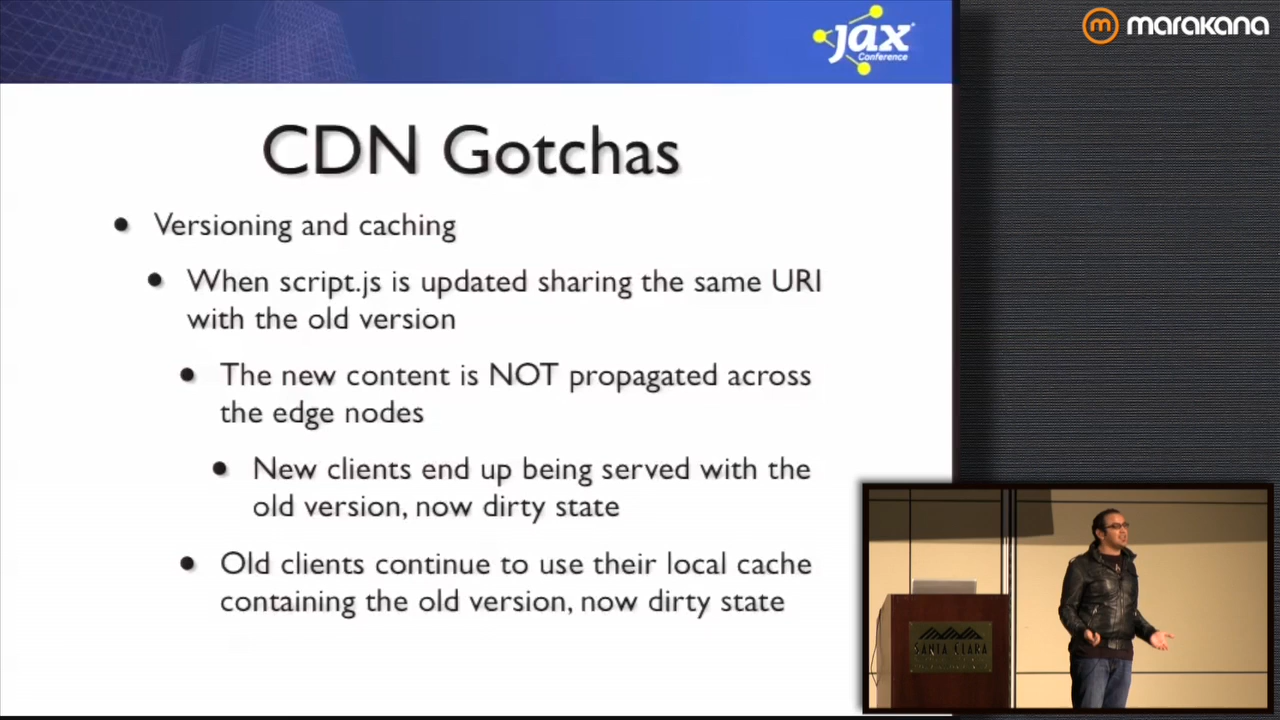 jax
Conference
marakana
CDN Gotchas
• Versioning and caching
• When script.js is updated sharing the same URI
with the old version
• The new content is NOT propagated across
the edge nodes
• New clients end up being served with the
old version, now dirty state
• Old clients continue to use their local cache
containing the old version, now dirty state
SANTA CLARA